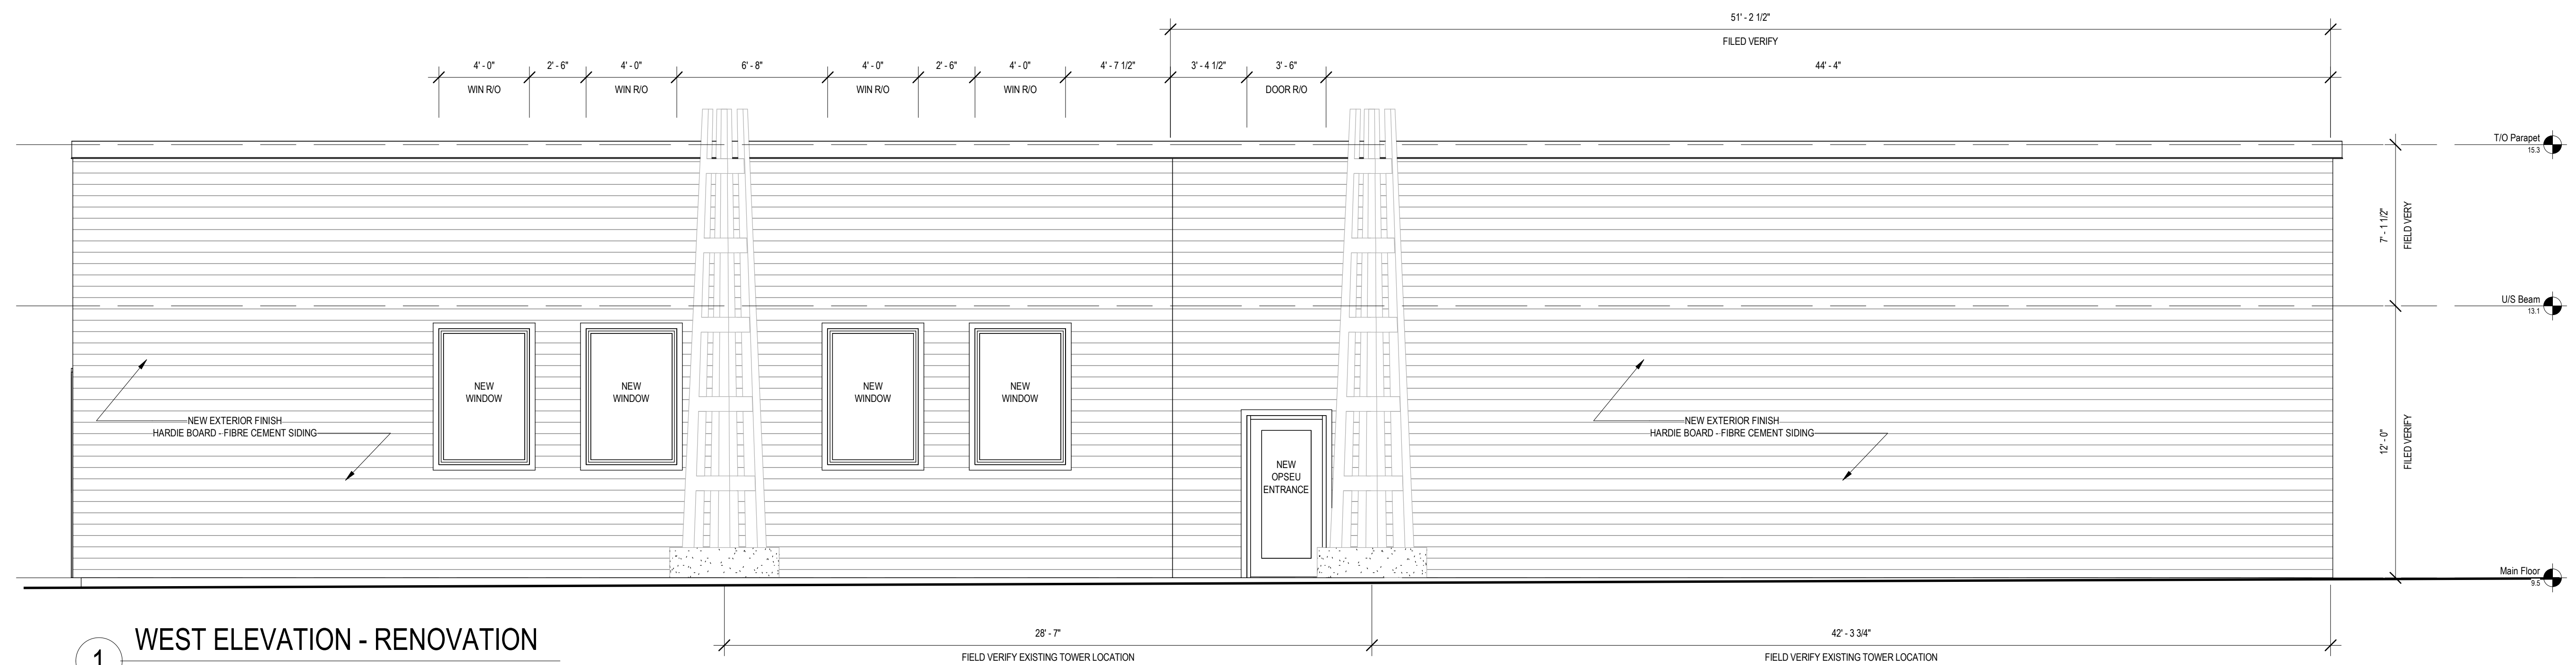 51' - 2 1/2"
FILED VERIFY
4' - 0" 2' - 6" 4' - 0" 6' - 8" 4' - 0" 2' - 6" 4' - 0" 4' - 7 1/2" 3' - 4 1/2" 3' - 6" 44' - 4"
WIN R/O WIN R/O WIN R/O WIN R/O DOOR R/O
T/O Parapet
15.3
7' - 1 1/2"
FIELD VERY
U/S Beam
13.1
NEW
WINDOW
NEW
WINDOW
NEW
WINDOW
NEW
WINDOW
NEW EXTERIOR FINISH
HARDIE BOARD - FIBRE CEMENT SIDING
NEW EXTERIOR FINISH
HARDIE BOARD - FIBRE CEMENT SIDING
12' - 0"
FILED VERIFY
NEW
OPSEU
ENTRANCE
Main Floor
9.5
28' - 7"
FIELD VERIFY EXISTING TOWER LOCATION
42' - 3 3/4"
FIELD VERIFY EXISTING TOWER LOCATION
1 WEST ELEVATION - RENOVATION